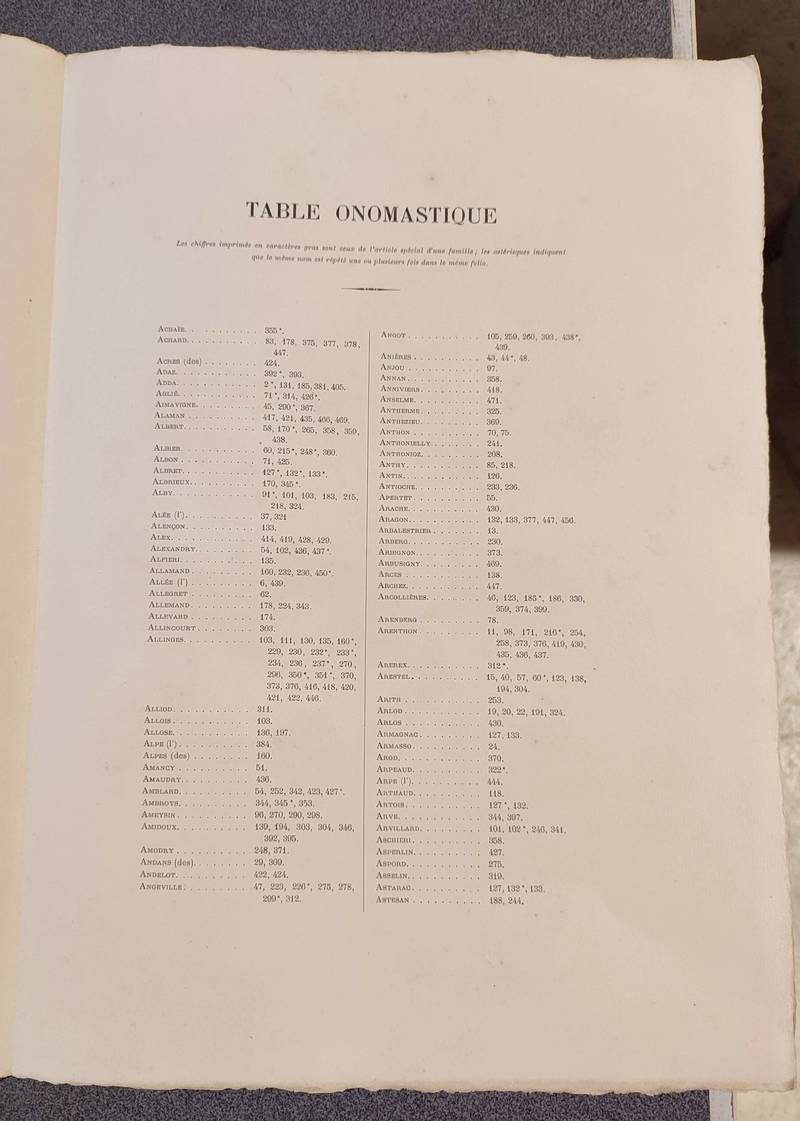 TABLE ONOMASTIQUE
Les chiffres imprimés en caractères gras sont ceux de l'article spécial d'une famille; les astérisques indiquent
que le même nom est répété une ou plusieurs fois dans le même folio.
ACHAÏE. . . . . . . . . . 355*.
ACHARD. . . . . . . . . . 83, 178, 375, 377, 378,
447.
ACRES (des) . . . . . . . 424.
ADAZ. . . . . . . . . . 392*, 393.
ADDA. . . . . . . . . . 2*, 131, 185, 381, 405.
AGLIÉ. . . . . . . . . . 71*, 314, 426*.
AIMAVIGNE. . . . . . . . 45, 290*, 367.
ALAMAN . . . . . . . . . 417, 421, 435, 466, 469.
ALBERT. . . . . . . . . . 58, 170*, 265, 358, 359,
438.
ALBIER. . . . . . . . . . 60, 215*, 248*, 360.
ALBON . . . . . . . . . . 71, 425.
ALBRET. . . . . . . . . . 127*, 132*, 133*.
ALBRIEUX. . . . . . . . . 170, 345*.
ALBY. . . . . . . . . . 91*, 101, 103, 183, 215,
218, 324.
ALÉE (l'). . . . . . . . . 37, 321
ALENÇON. . . . . . . . . 133.
ALEX. . . . . . . . . . 414, 419, 428, 429.
ALEXANDRY. . . . . . . . 54, 102, 436, 437*.
ALFIERI. . . . . . . . . . 135.
ALLAMAND . . . . . . . . 160, 232, 236, 450*.
ALLÉE (l') . . . . . . . . 6, 439.
ALLEGRET . . . . . . . . 62.
ALLEMAND. . . . . . . . 178, 224, 343.
ALLEVARD . . . . . . . . 174.
ALLINCOURT . . . . . . . 303.
ALLINGES. . . . . . . . . 103, 111, 130, 135, 160*,
229, 230, 232*, 233*,
234, 236, 237*, 270,
296, 350*, 351*, 370,
373, 376, 416, 418, 420,
421, 422, 446.
ALLIOD. . . . . . . . . . 311.
ALLOIS . . . . . . . . . . 103.
ALLOSE. . . . . . . . . . 136, 197.
ALPE (l') . . . . . . . . . 384.
ALPES (des) . . . . . . . 160.
AMANCY . . . . . . . . . 51.
AMAUDRY. . . . . . . . . 436.
AMBLARD. . . . . . . . . 54, 252, 342, 423, 427*.
AMBROYS. . . . . . . . . 344, 345*, 353.
AMEYSIN . . . . . . . . . 96, 270, 290, 298.
AMIDOUX. . . . . . . . . 139, 194, 303, 304, 346,
392, 395.
AMODRY . . . . . . . . . 248, 371.
ANDANS (des). . . . . . . 29, 309.
ANDELOT. . . . . . . . . 422, 424.
ANGEVILLE. . . . . . . . 47, 223, 226*, 275, 278,
299*, 312.
ANGOT . . . . . . . . . . 105, 259, 260, 393, 438*,
439.
ANIÈRES . . . . . . . . . 43, 44*, 48.
ANJOU . . . . . . . . . . 97.
ANNAN. . . . . . . . . . 358.
ANNIVIERS. . . . . . . . 418.
ANSELME. . . . . . . . . 471.
ANTHERME. . . . . . . . 325.
ANTHEZIEU. . . . . . . . 369.
ANTHON . . . . . . . . . 70, 75.
ANTHONIELLY. . . . . . . 241.
ANTHONIOZ. . . . . . . . 208.
ANTHY. . . . . . . . . . 85, 218.
ANTIN. . . . . . . . . . 126.
ANTIOCHE. . . . . . . . 233, 236.
APERTET . . . . . . . . 55.
ARACHE. . . . . . . . . 430.
ARAGON. . . . . . . . . 132, 133, 377, 447, 456.
ARBALESTRIER . . . . . . 13.
ARBERG. . . . . . . . . 230.
ARBIGNON. . . . . . . . 373.
ARBUSIGNY. . . . . . . . 469.
ARCES . . . . . . . . . 138.
ARCHEL. . . . . . . . . 447.
ARCOLLIÈRES. . . . . . . 46, 123, 185*, 186, 330,
359, 374, 399.
ARENBERG . . . . . . . . 78.
ARENTHON . . . . . . . . 11, 98, 171, 216*, 254,
258, 373, 376, 419, 430,
435, 436, 437.
AREREX. . . . . . . . . 312*.
ARESTEL. . . . . . . . . 15, 40, 57, 60*, 123, 138,
194, 304.
ARITH . . . . . . . . . 253.
ARLOD . . . . . . . . . 19, 20, 22, 191, 324.
ARLOS . . . . . . . . . 430.
ARMAGNAC. . . . . . . . 127, 133.
ARMASSO. . . . . . . . . 24.
AROD. . . . . . . . . . 370.
ARPEAUD. . . . . . . . . 322*.
ARPE (l'). . . . . . . . . 444.
ARTHAUD. . . . . . . . . 118.
ARTOIS. . . . . . . . . 127*, 132.
ARVE. . . . . . . . . . 344, 397.
ARVILLARD. . . . . . . . 101, 102*, 246, 341.
ASCHIERI. . . . . . . . . 358.
ASPERLIN. . . . . . . . . 427.
ASPORD. . . . . . . . . 275.
ASSELIN. . . . . . . . . 319.
ASTARAC. . . . . . . . . 127, 132*, 133.
ASTESAN . . . . . . . . 188, 244.